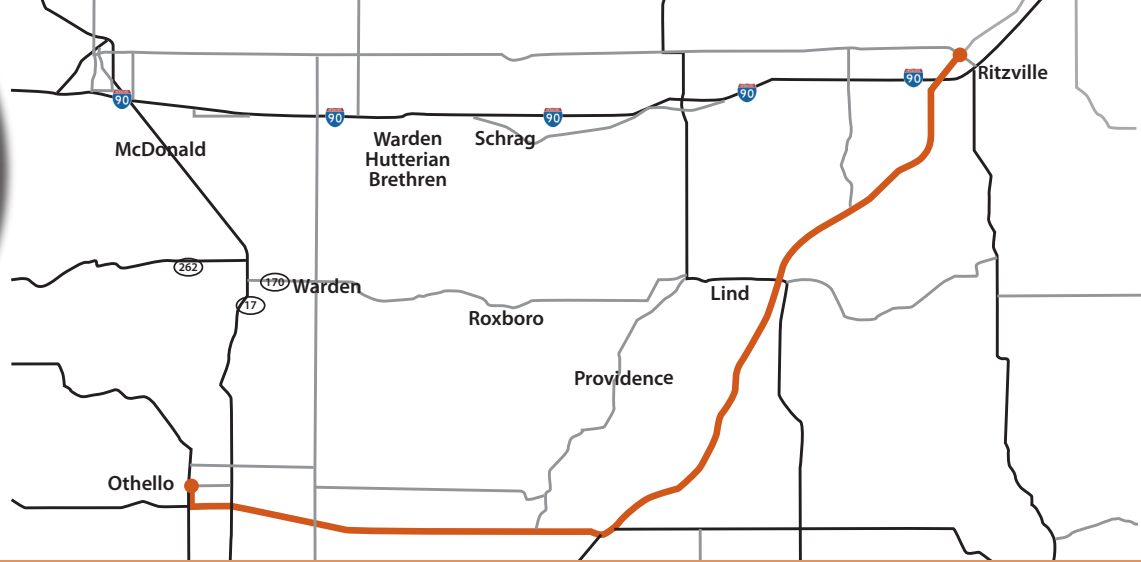 Ritzville
90
90
90
90
90
McDonald
Warden
Hutterian
Brethren
Schrag
262
170
Warden
17
Lind
Roxboro
Providence
Othello